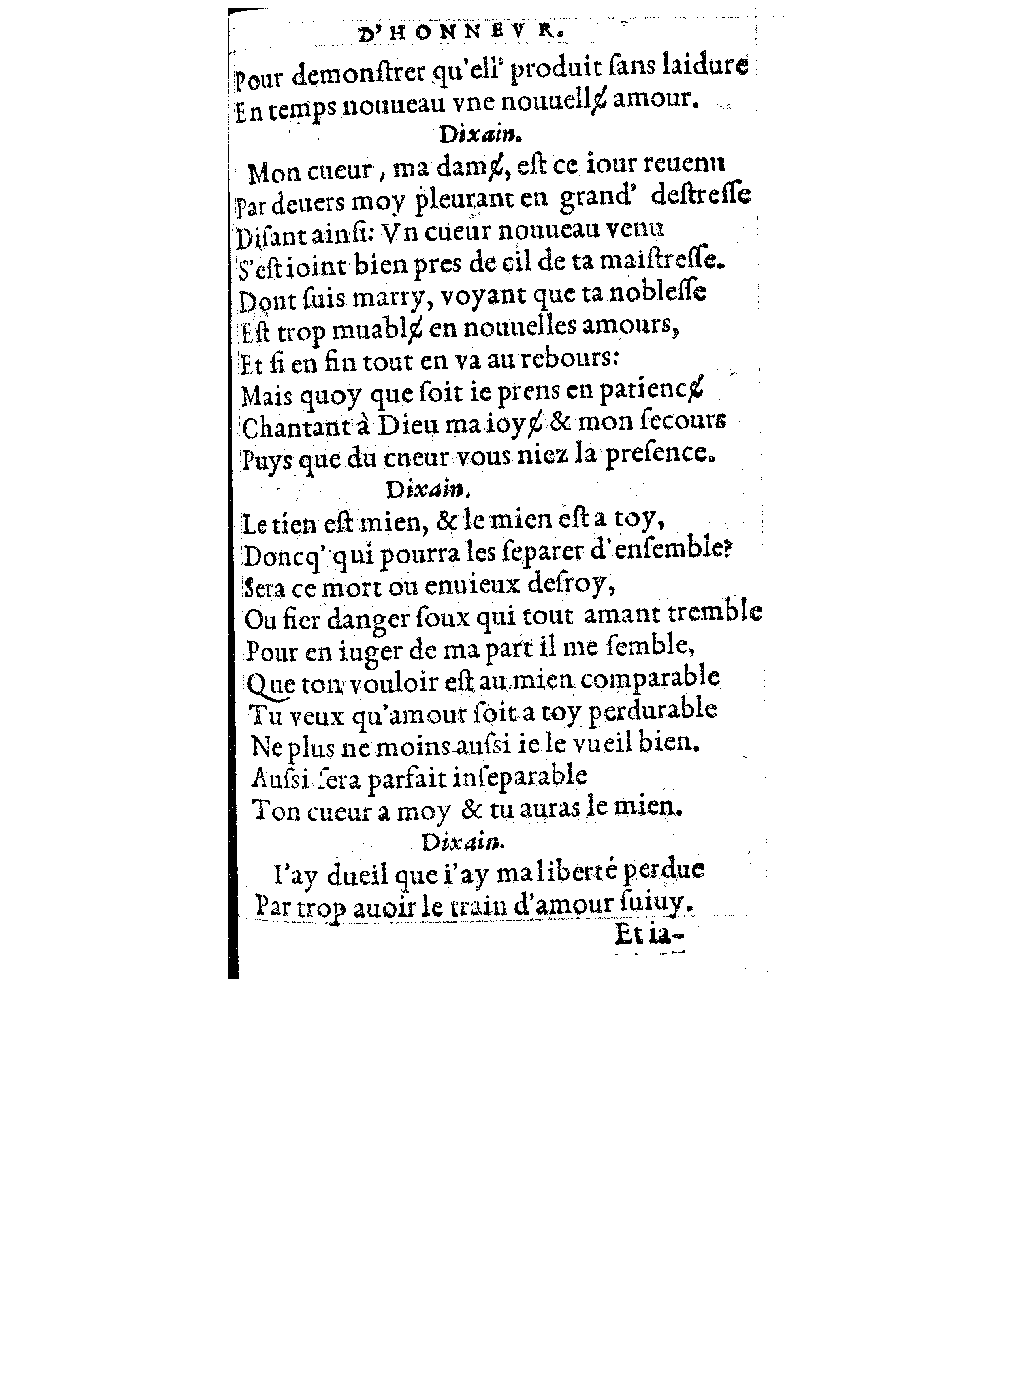 D'HONNEVR.
Pour demonſtrer qu'ell' produit ſans laidure
En temps nouueau vne nouuellɇ amour.
Dixain.
Mon cueur, ma damɇ, eſt ce iour reuenu
Par deuers moy pleurant en grand' deſtreſſe
Diſant ainſi: Vn cueur nouueau venu
S'eſt ioint bien pres de cil de ta maiſtreſſe.
Dont ſuis marry, voyant que ta nobleſſe
Eſt trop muablɇ en nouuelles amours,
Et ſi en fin tout en va au rebours:
Mais quoy que ſoit ie prens en patiencɇ
Chantant à Dieu ma ioyɇ & mon ſecours
Puys que du cneur vous niez la preſence.
Dixain.
Le tien eſt mien, & le mien eſt a toy,
Doncq' qui pourra les ſeparer d'enſemble?
Sera ce mort ou enuieux deſroy,
Ou fier danger ſoux qui tout amant tremble
Pour en iuger de ma part il me ſemble,
Que ton vouloir eſt au mien comparable
Tu veux qu'amour ſoit a toy perdurable
Ne plus ne moins auſsi ie le vueil bien.
Auſsi ſera parfait inſeparable
Ton cueur a moy & tu auras le mien.
Dixain.
I'ay dueil que i'ay ma liberté perdue
Par trop auoir le train d'amour ſuiuy.
Et ia-